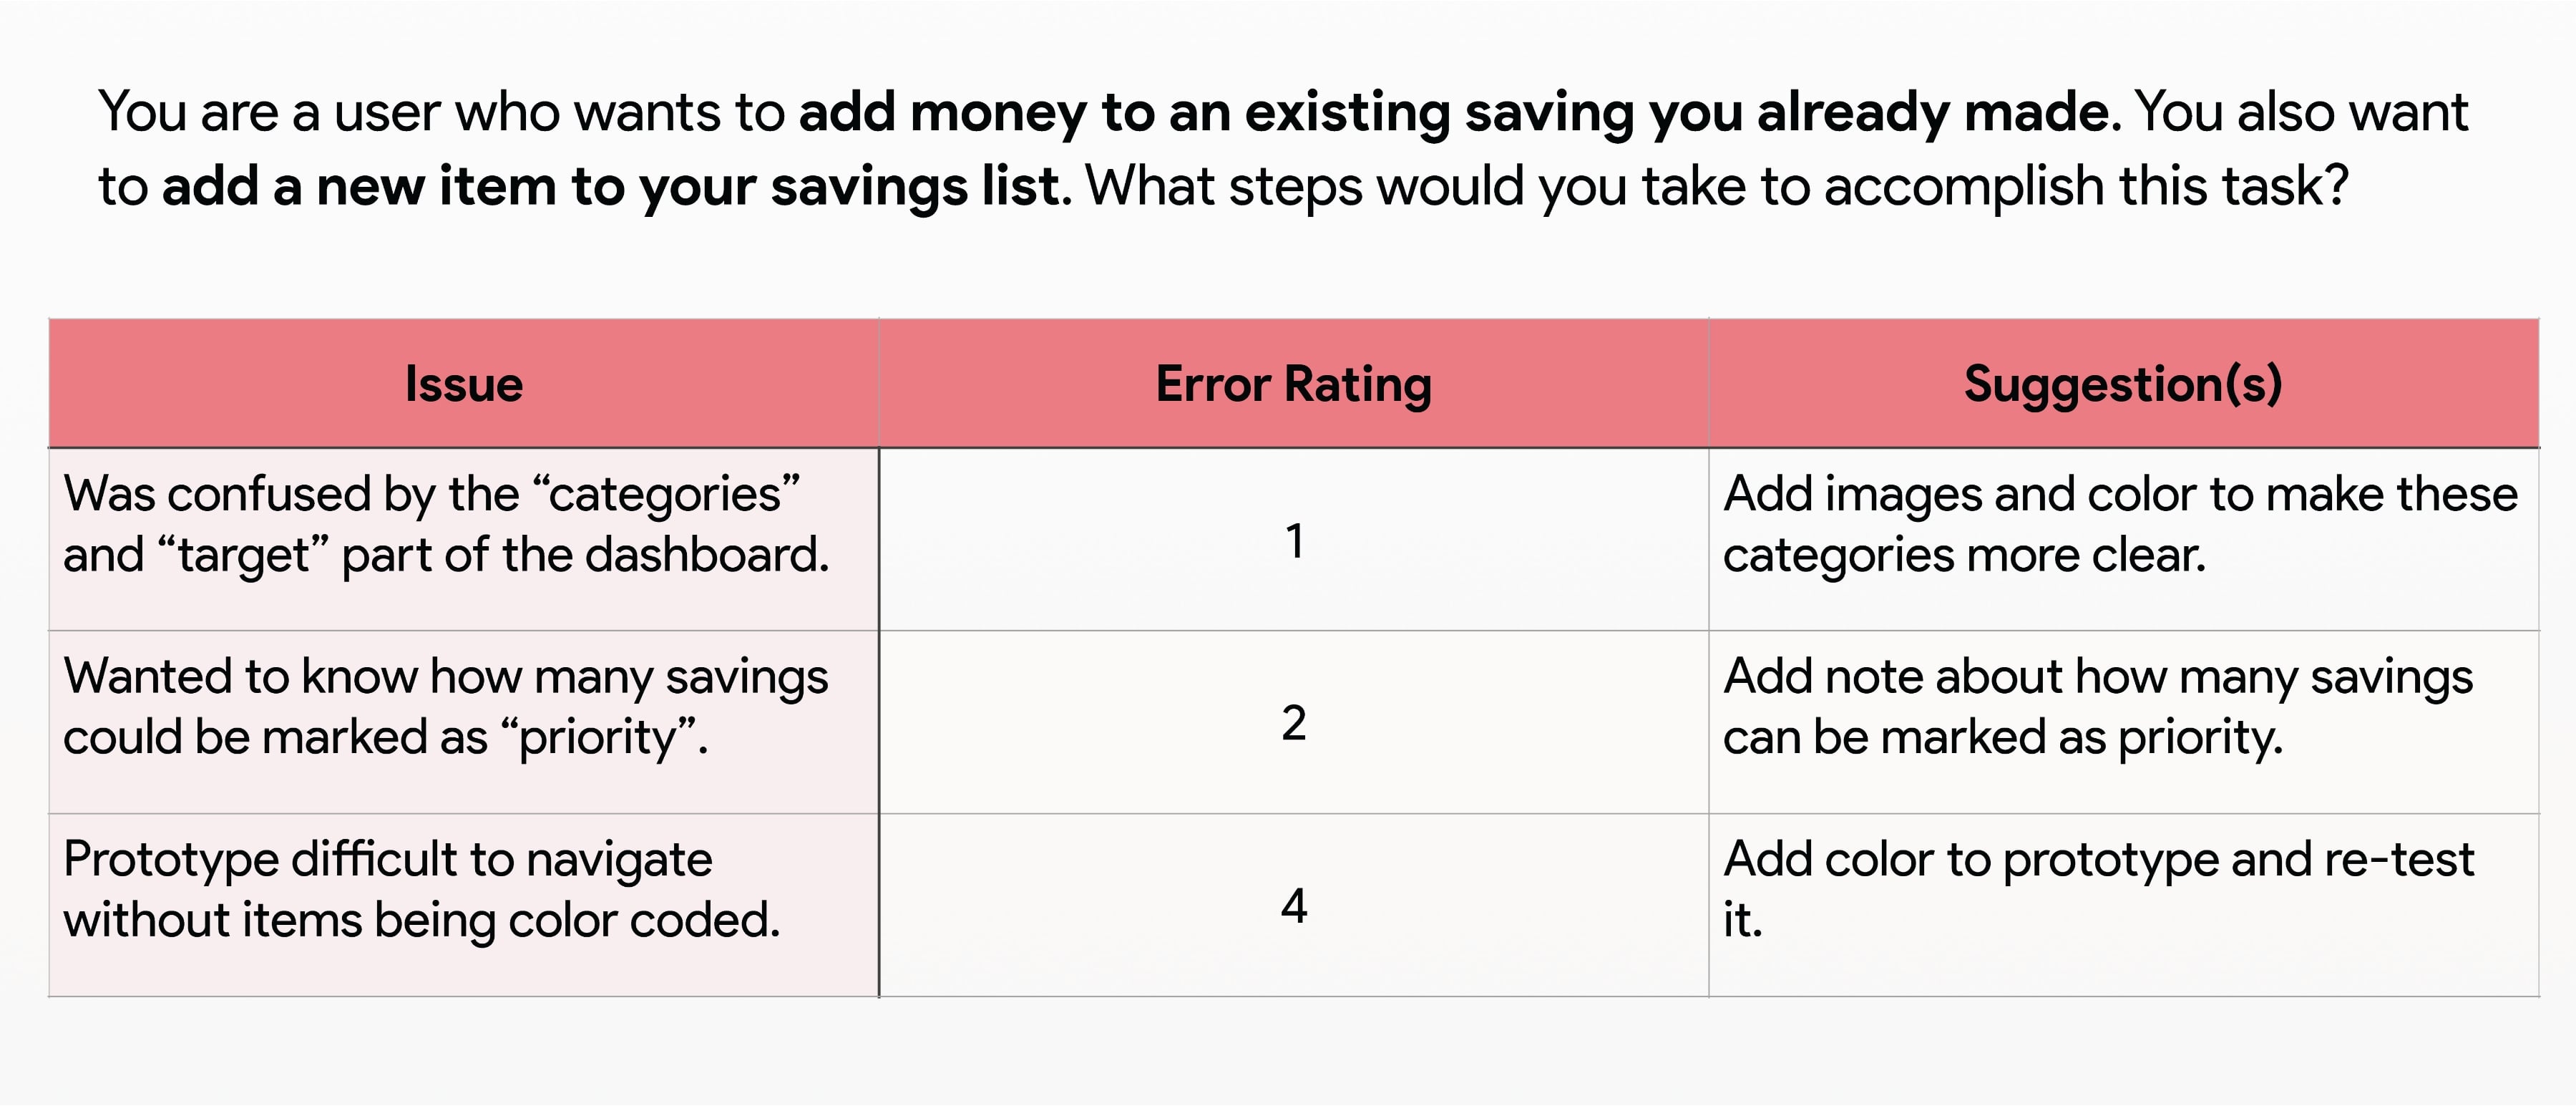 You are a user who wants to add money to an existing saving you already made. You also want
to add a new item to your savings list. What steps would you take to accomplish this task?
Issue
Error Rating
Suggestion(s)
Was confused by the “categories”
and “target” part of the dashboard.
1
Add images and color to make these
categories more clear.
Wanted to know how many savings
could be marked as “priority”.
2
Add note about how many savings
can be marked as priority.
Prototype difficult to navigate
without items being color coded.
4
Add color to prototype and re-test
it.